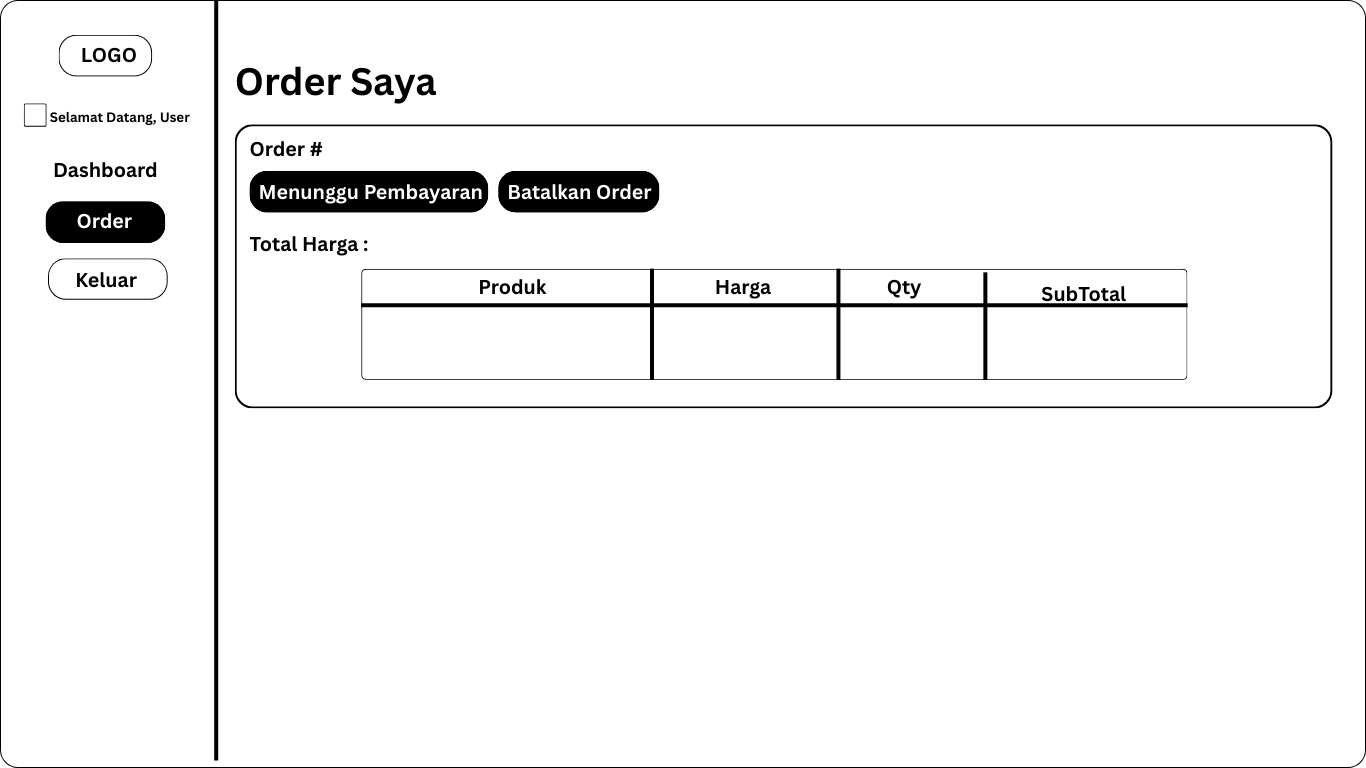 LOGO
Selamat Datang, User
Dashboard
Order
Keluar
Order Saya
Order #
Menunggu Pembayaran
Batalkan Order
Total Harga :
Produk
Harga
Qty
SubTotal